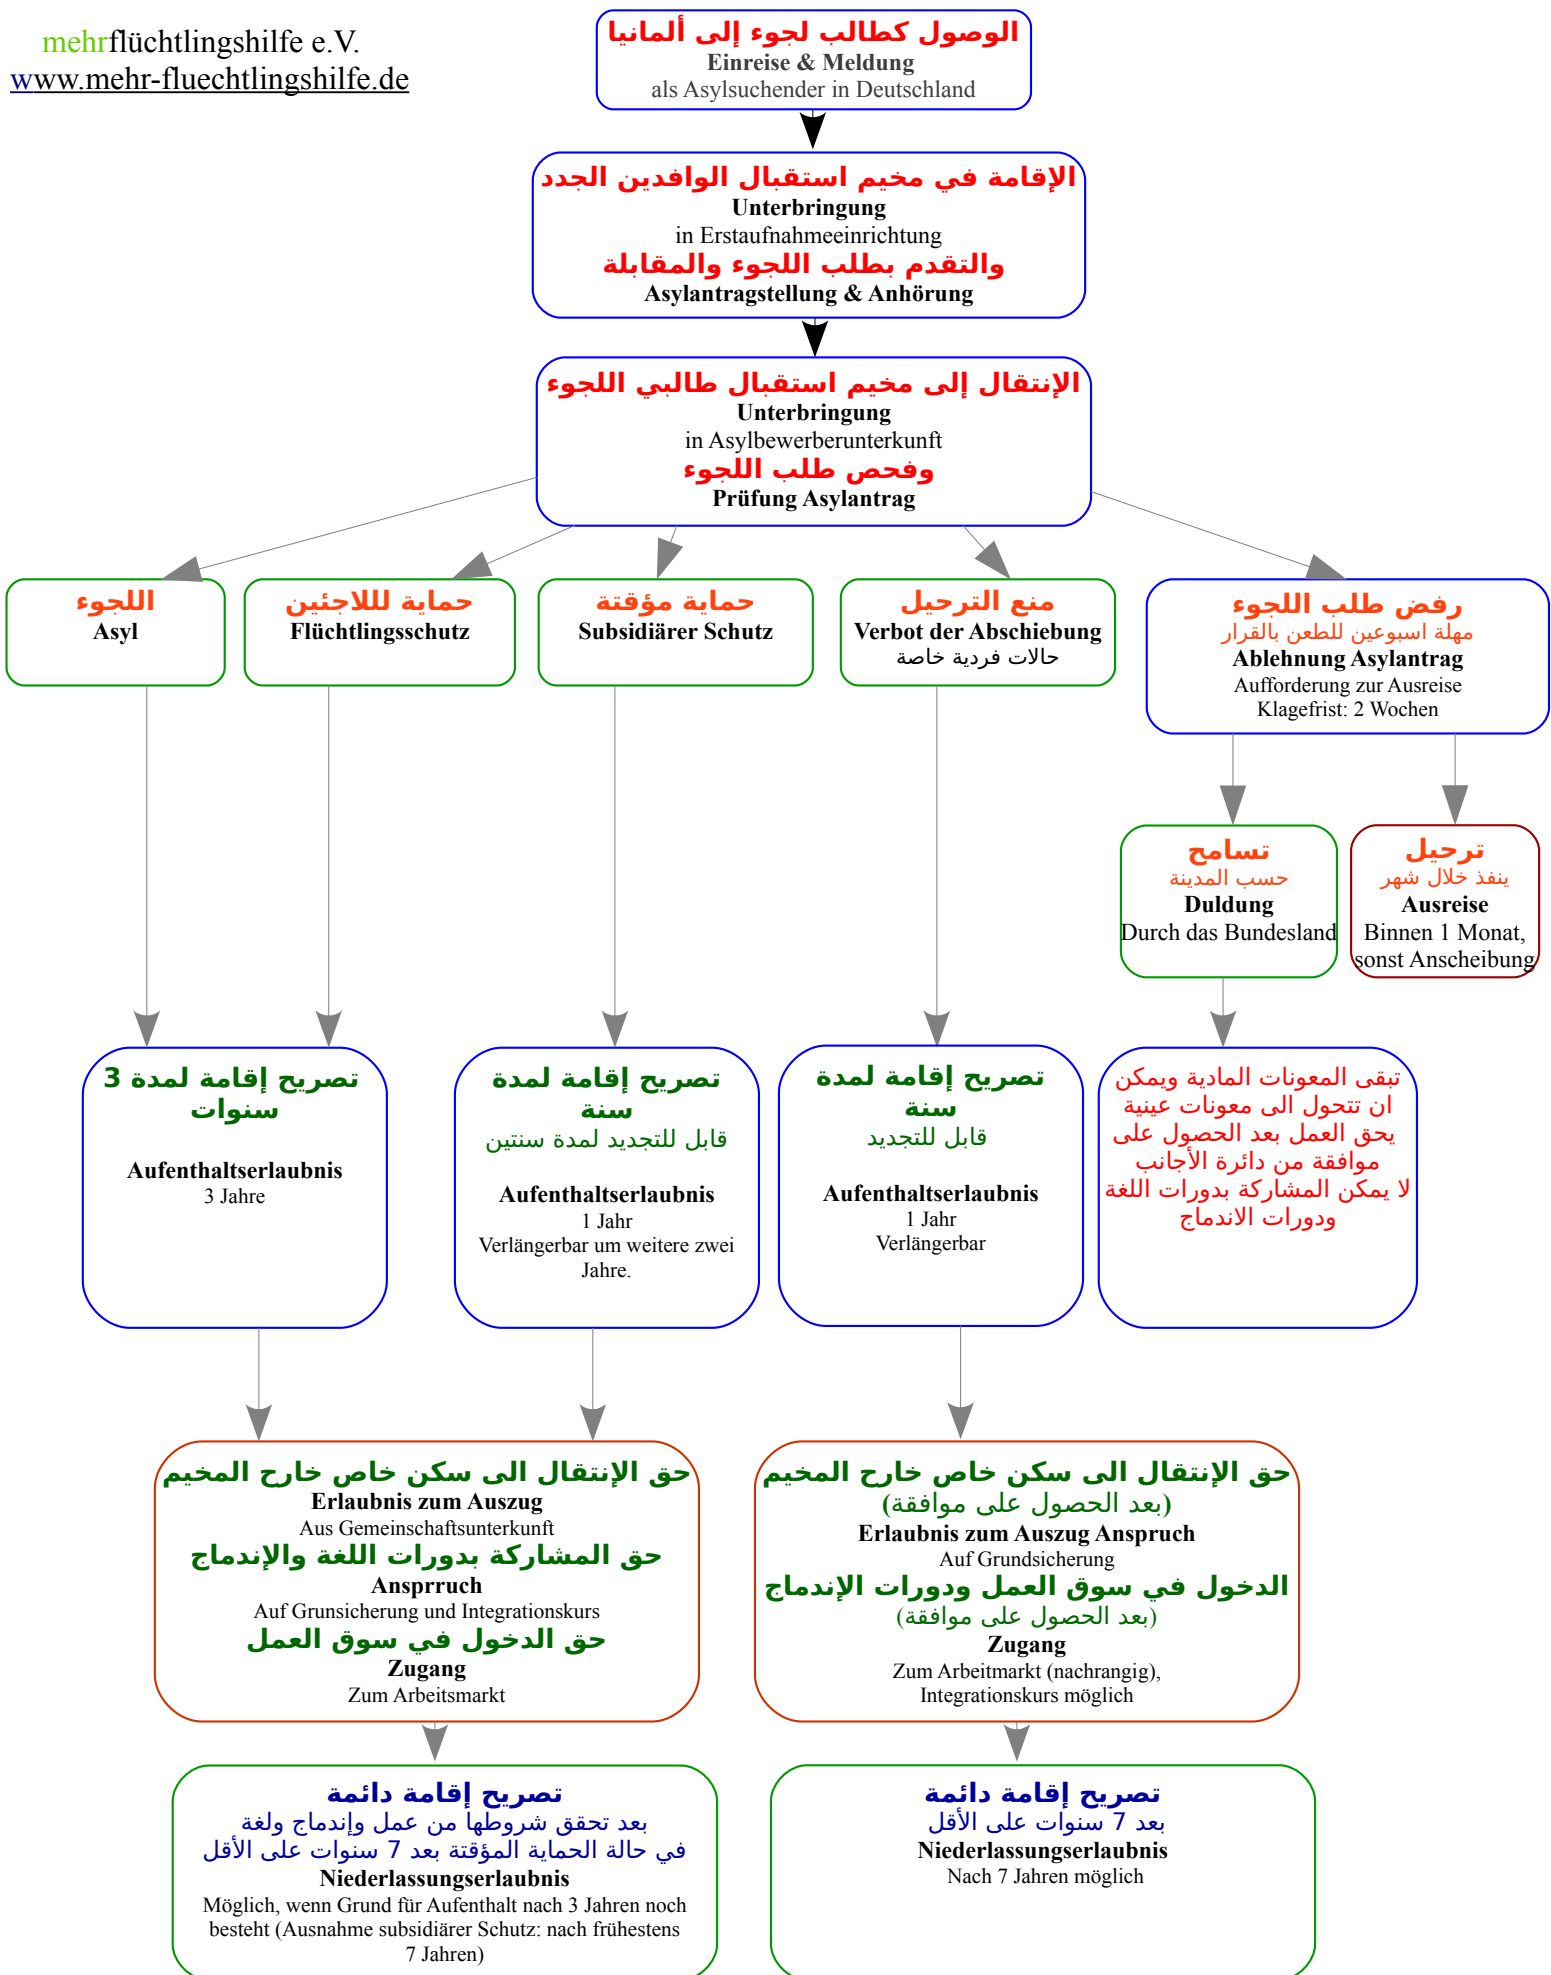 mehrflüchtlingshilfe e.V.
www.mehr-fluechtlingshilfe.de
الوصول كطالب لجوء إلى ألمانيا
Einreise & Meldung
als Asylsuchender in Deutschland
الإقامة في مخيم استقبال الوافدين الجدد
Unterbringung
in Erstaufnahmeeinrichtung
والتقدم بطلب اللجوء والمقابلة
Asylantragstellung & Anhörung
الإنتقال إلى مخيم استقبال طالبي اللجوء
Unterbringung
in Asylbewerberunterkunft
وفحص طلب اللجوء
Prüfung Asylantrag
اللجوء
Asyl
حماية لللاجئين
Flüchtlingsschutz
حماية مؤقتة
Subsidiärer Schutz
منع الترحيل
Verbot der Abschiebung
حالات فردية خاصة
رفض طلب اللجوء
مهلة اسبوعين للطعن بالقرار
Ablehnung Asylantrag
Aufforderung zur Ausreise
Klagefrist: 2 Wochen
تسامح
حسب المدينة
Duldung
Durch das Bundesland
ترحيل
ينفذ خلال شهر
Ausreise
Binnen 1 Monat,
sonst Anscheibung
تصريح إقامة لمدة 3
سنوات
Aufenthaltserlaubnis
3 Jahre
تصريح إقامة لمدة
سنة
قابل للتجديد لمدة سنتين
Aufenthaltserlaubnis
1 Jahr
Verlängerbar um weitere zwei
Jahre.
تصريح إقامة لمدة
سنة
قابل للتجديد
Aufenthaltserlaubnis
1 Jahr
Verlängerbar
تبقى المعونات المادية ويمكن
ان تتحول الى معونات عينية
يحق العمل بعد الحصول على
موافقة من دائرة الأجانب
لا يمكن المشاركة بدورات اللغة
ودورات الاندماج
حق الإنتقال الى سكن خاص خارح المخيم
Erlaubnis zum Auszug
Aus Gemeinschaftsunterkunft
حق المشاركة بدورات اللغة والإندماج
Ansprruch
Auf Grunsicherung und Integrationskurs
حق الدخول في سوق العمل
Zugang
Zum Arbeitsmarkt
حق الإنتقال الى سكن خاص خارح المخيم
(بعد الحصول على موافقة)
Erlaubnis zum Auszug Anspruch
Auf Grundsicherung
الدخول في سوق العمل ودورات الإندماج
(بعد الحصول على موافقة)
Zugang
Zum Arbeitmarkt (nachrangig),
Integrationskurs möglich
تصريح إقامة دائمة
بعد تحقق شروطها من عمل وإندماج ولغة
في حالة الحماية المؤقتة بعد 7 سنوات على الأقل
Niederlassungserlaubnis
Möglich, wenn Grund für Aufenthalt nach 3 Jahren noch
besteht (Ausnahme subsidiärer Schutz: nach frühestens
7 Jahren)
تصريح إقامة دائمة
بعد 7 سنوات على الأقل
Niederlassungserlaubnis
Nach 7 Jahren möglich